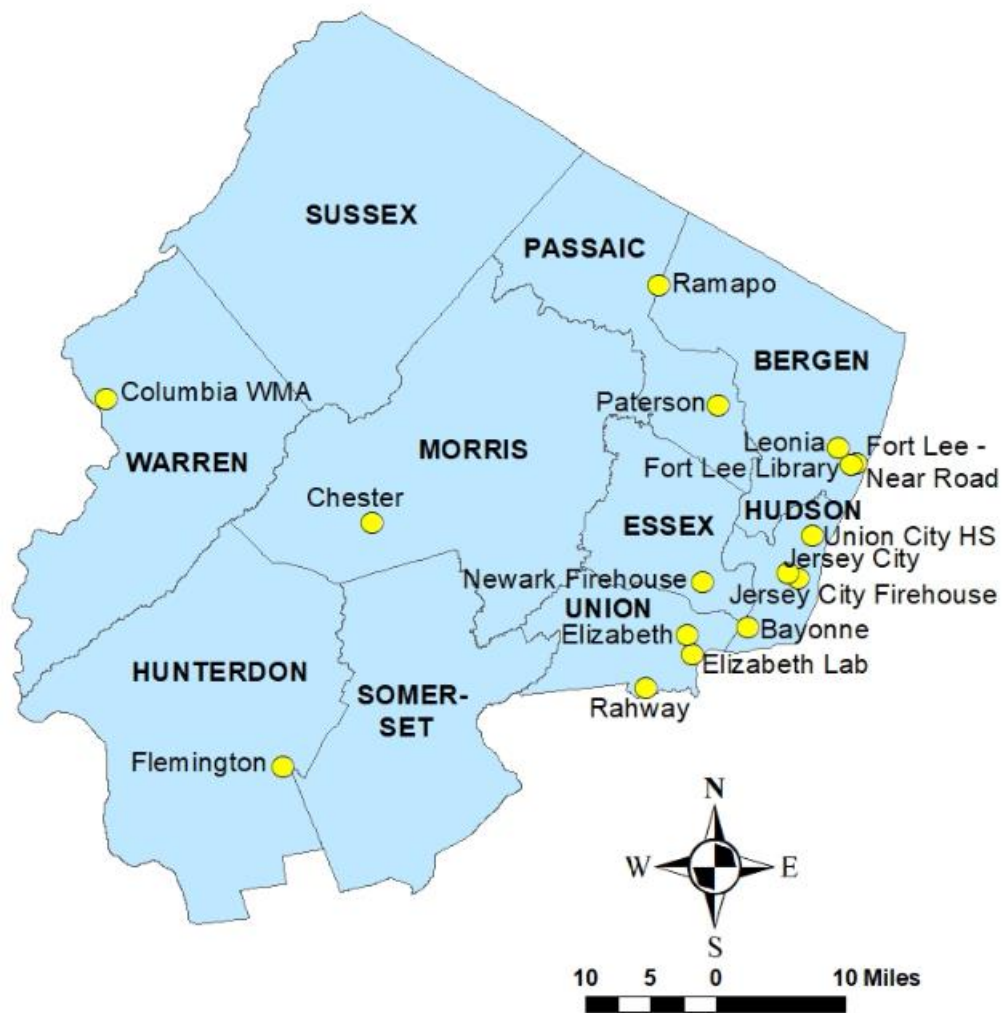 SUSSEX
PASSAIC
Ramapo
BERGEN
Columbia WMA
Paterson
MORRIS
WARREN
Leonia
Fort Lee -
Near Road
Fort Lee Library
Chester
HUDSON
ESSEX
Union City HS
Jersey City
Newark Firehouse
Jersey City Firehouse
UNION
Bayonne
Elizabeth
Elizabeth Lab
HUNTERDON
SOMER-
SET
Rahway
Flemington
N
W
E
S
10 5 0 10 Miles